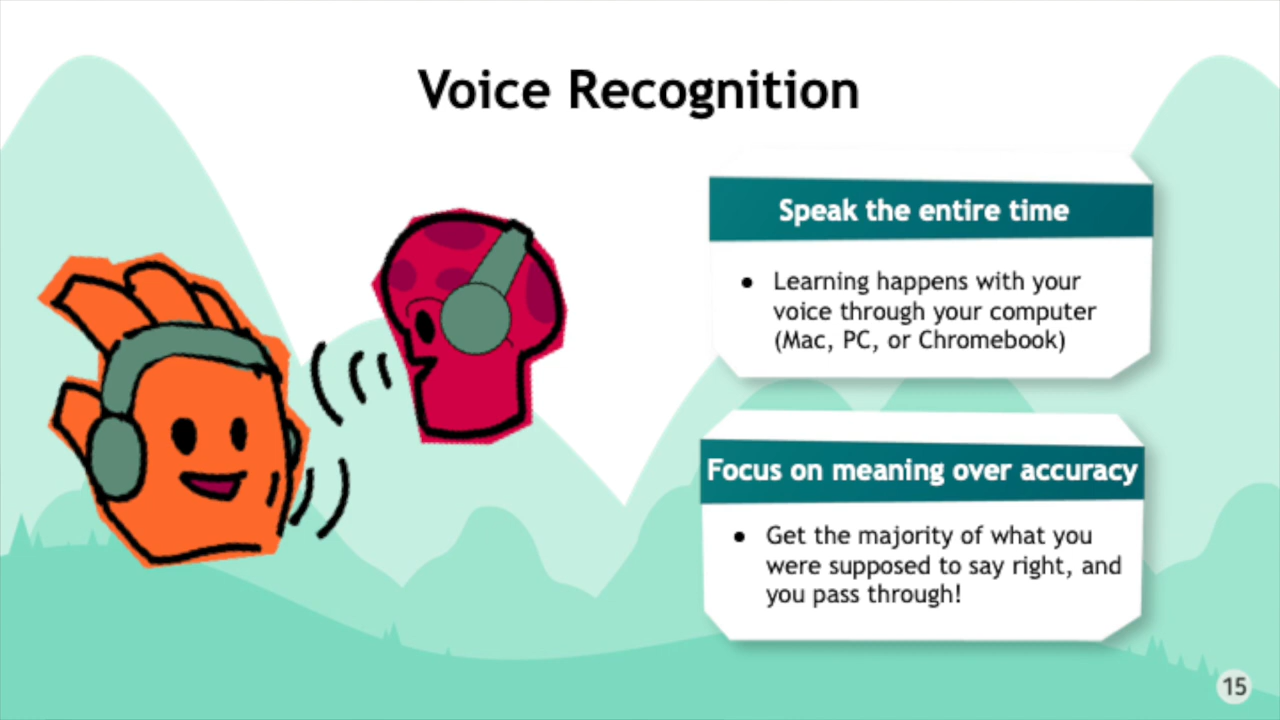 Voice Recognition
Speak the entire time
● Learning happens with your
voice through your computer
(Mac, PC, or Chromebook)
Focus on meaning over accuracy
● Get the majority of what you
were supposed to say right, and
you pass through!
15